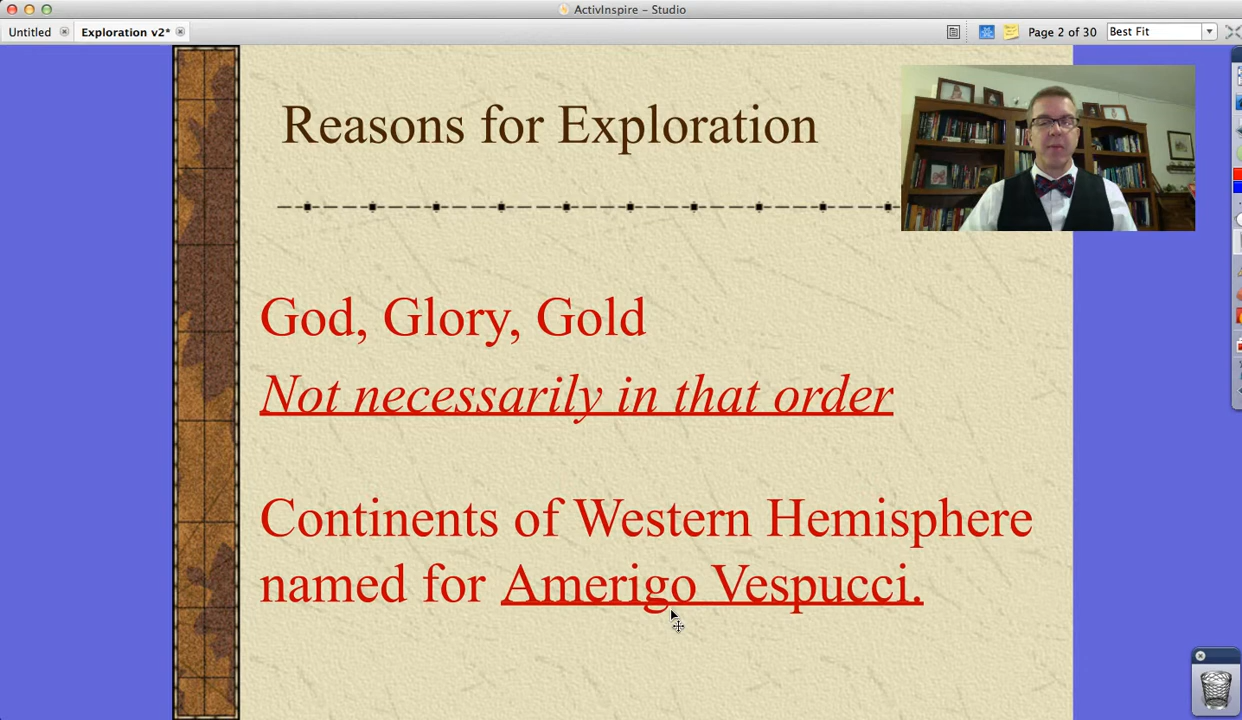 ActivInspire – Studio
Untitled
Exploration v2*
Page 2 of 30
Best Fit
Reasons for Exploration
God, Glory, Gold
Not necessarily in that order
Continents of Western Hemisphere
named for Amerigo Vespucci.